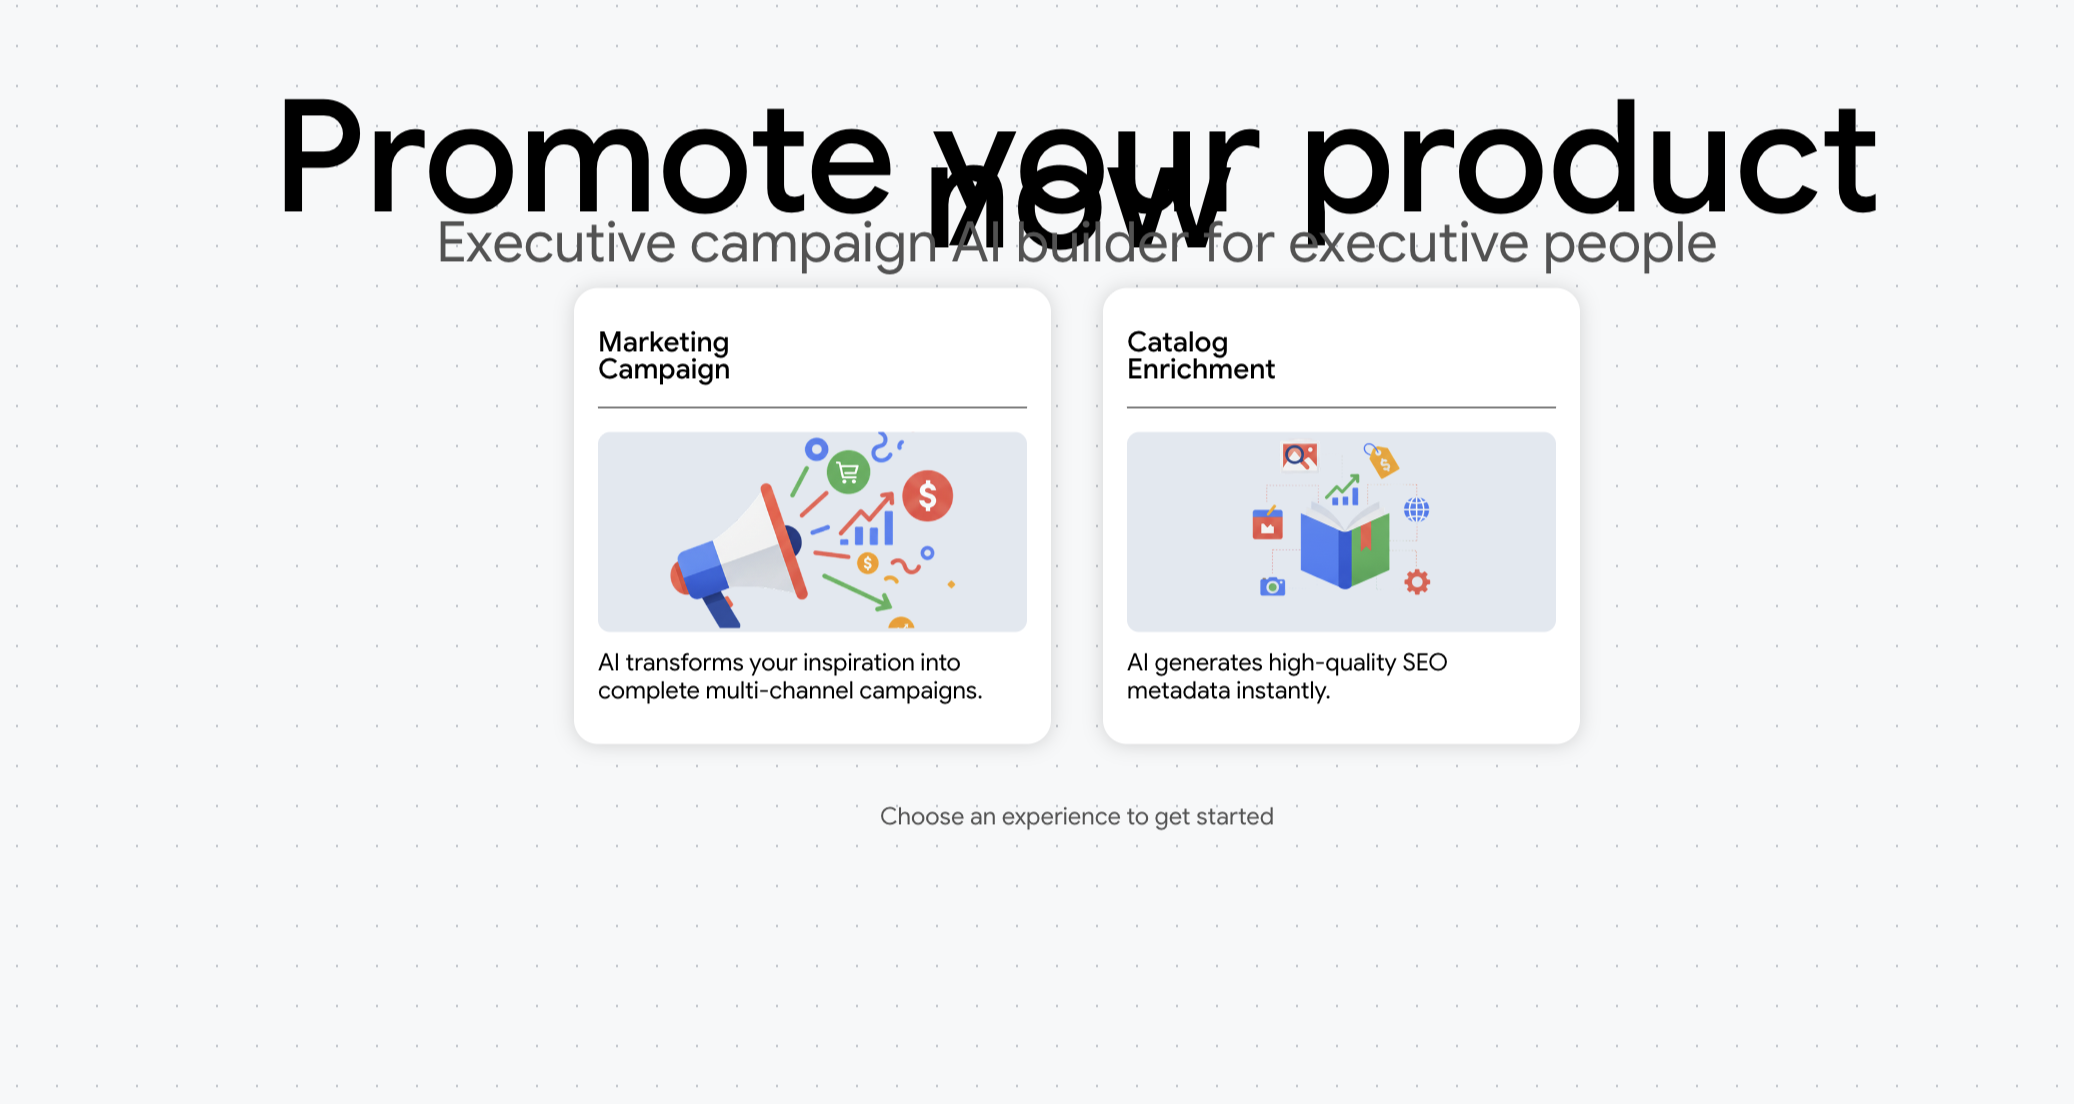 Promote your product
now
Executive campaign AI builder for executive people
Marketing
Campaign
AI transforms your inspiration into
complete multi-channel campaigns.
Catalog
Enrichment
AI generates high-quality SEO
metadata instantly.
Choose an experience to get started